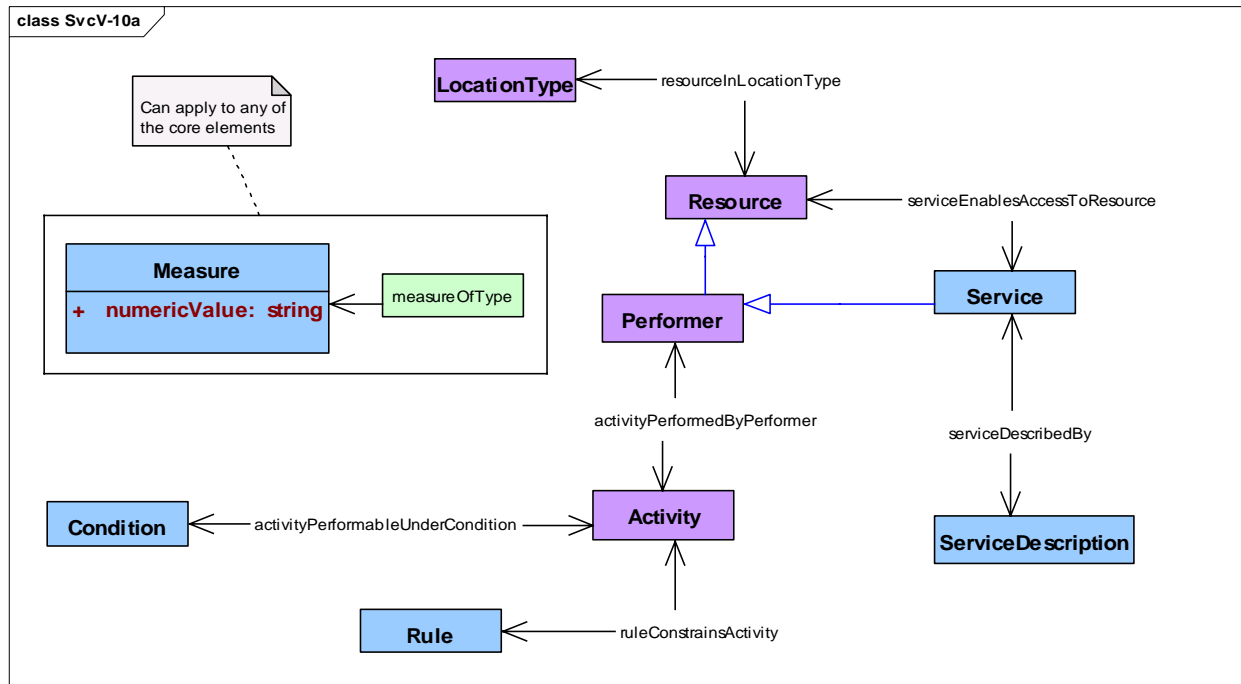 class SvcV-10a
LocationType
resourceInLocationType
Can apply to any of
the core elements
Resource
serviceEnablesAccessToResource
Measure
+ numericValue: string
measureOfType
Performer
Service
activityPerformedByPerformer
serviceDescribedBy
Condition
activityPerformableUnderCondition
Activity
ServiceDescription
Rule
ruleConstrainsActivity